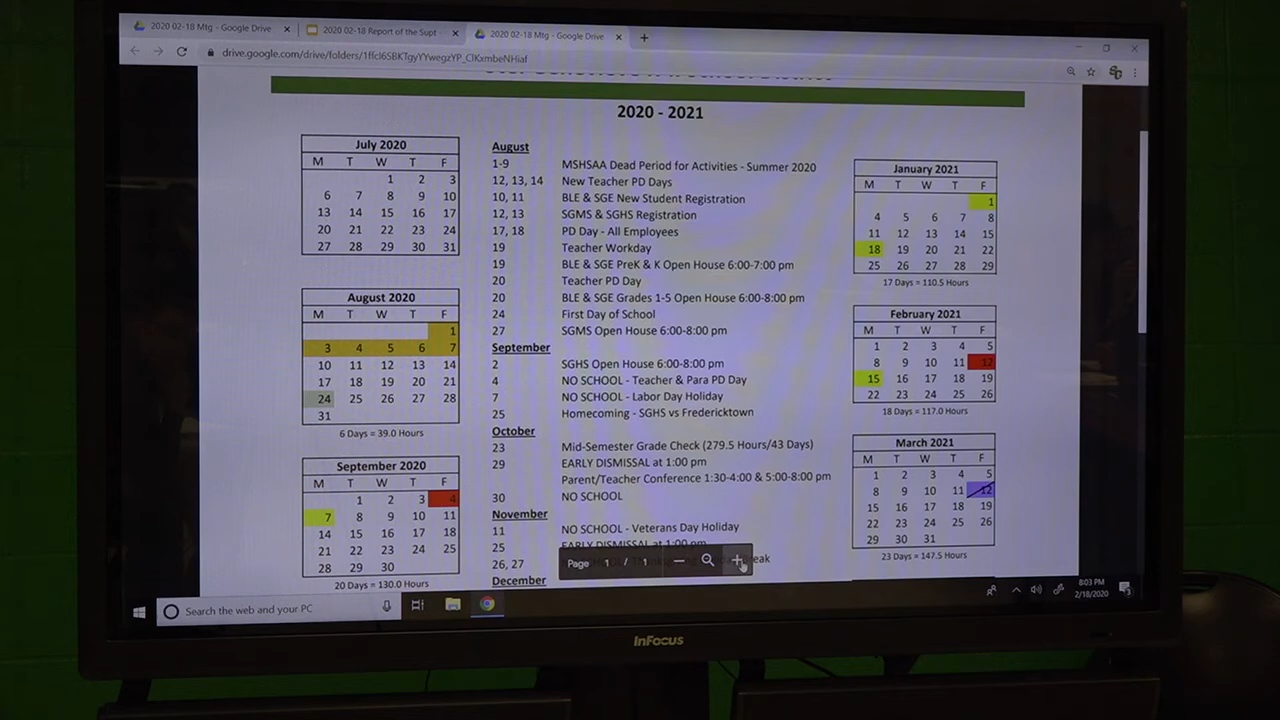 2020 02-18 Mtg - Google Drive
2020 02-18 Report of the Supt
2020 02-18 Mtg - Google Drive
2020 - 2021
July 2020
M T W T F
1 2 3
6 7 8 9 10
13 14 15 16 17
20 21 22 23 24
27 28 29 30 31
August 2020
M T W T F
1
3 4 5 6 7
10 11 12 13 14
17 18 19 20 21
24 25 26 27 28
31
6 Days = 39.0 Hours
September 2020
M T W T F
1 2 3 4
7 8 9 10 11
14 15 16 17 18
21 22 23 24 25
28 29 30
20 Days = 130.0 Hours
August
1-9 MSHSAA Dead Period for Activities - Summer 2020
12, 13, 14 New Teacher PD Days
10, 11 BLE & SGE New Student Registration
12, 13 SGMS & SGHS Registration
17, 18 PD Day - All Employees
19 Teacher Workday
19 BLE & SGE PreK & K Open House 6:00-7:00 pm
20 Teacher PD Day
20 BLE & SGE Grades 1-5 Open House 6:00-8:00 pm
24 First Day of School
27 SGMS Open House 6:00-8:00 pm
September
2 SGHS Open House 6:00-8:00 pm
4 NO SCHOOL - Teacher & Para PD Day
7 NO SCHOOL - Labor Day Holiday
25 Homecoming - SGHS vs Fredericktown
October
23 Mid-Semester Grade Check (279.5 Hours/43 Days)
29 EARLY DISMISSAL at 1:00 pm
Parent/Teacher Conference 1:30-4:00 & 5:00-8:00 pm
30 NO SCHOOL
November
11 NO SCHOOL - Veterans Day Holiday
25 EARLY DISMISSAL at 1:00 pm
26, 27
December
Page 1 / 1
January 2021
M T W T F
1
4 5 6 7 8
11 12 13 14 15
18 19 20 21 22
25 26 27 28 29
17 Days = 110.5 Hours
February 2021
M T W T F
1 2 3 4 5
8 9 10 11 12
15 16 17 18 19
22 23 24 25 26
18 Days = 117.0 Hours
March 2021
M T W T F
1 2 3 4 5
8 9 10 11 12
15 16 17 18 19
22 23 24 25 26
29 30 31
23 Days = 147.5 Hours
Search the web and your PC
8:03 PM
2/18/2020
InFocus